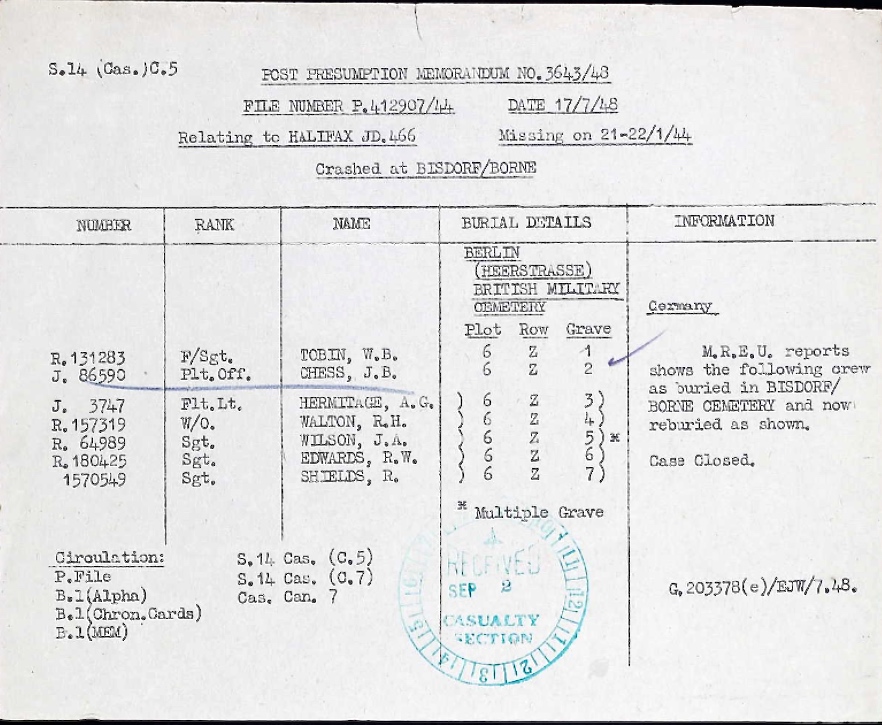 S.14 (Cas.)C.5
POST PRESUMPTION MEMORANDUM NO.3643/48
FILE NUMBER P.412907/44 DATE 17/7/48
Relating to HALIFAX JD.466 Missing on 21-22/1/44
Crashed at BISDORF/BORNE
NUMBER RANK NAME BURIAL DETAILS INFORMATION
BERLIN
(HEERSTRASSE)
BRITISH MILITARY
CEMETERY Germany
Plot Row Grave
R.131283 F/Sgt. TOBIN, W.B. 6 Z 1 M.R.E.U. reports
J. 86590 Plt.Off. CHESS, J.B. 6 Z 2 shows the following crew
as buried in BISDORF/
J. 3747 Flt.Lt. HERMITAGE, A.G. ) 6 Z 3) BORNE CEMETERY and now
R.157319 W/O. WALTON, R.H. ( 6 Z 4) reburied as shown.
R. 64989 Sgt. WILSON, J.A. ) 6 Z 5) *
R.180425 Sgt. EDWARDS, R.W. ) 6 Z 6) Case Closed.
1570549 Sgt. SHIELDS, R. ) 6 Z 7)
* Multiple Grave
Circulation: S.14 Cas. (C.5)
P.File S.14 Cas. (C.7)
B.1(Alpha) Cas. Can. 7
B.1(Chron.Cards)
B.1(MEM)
G.203378(e)/EJW/7.48.
RECEIVED
SEP 2
CASUALTY
SECTION